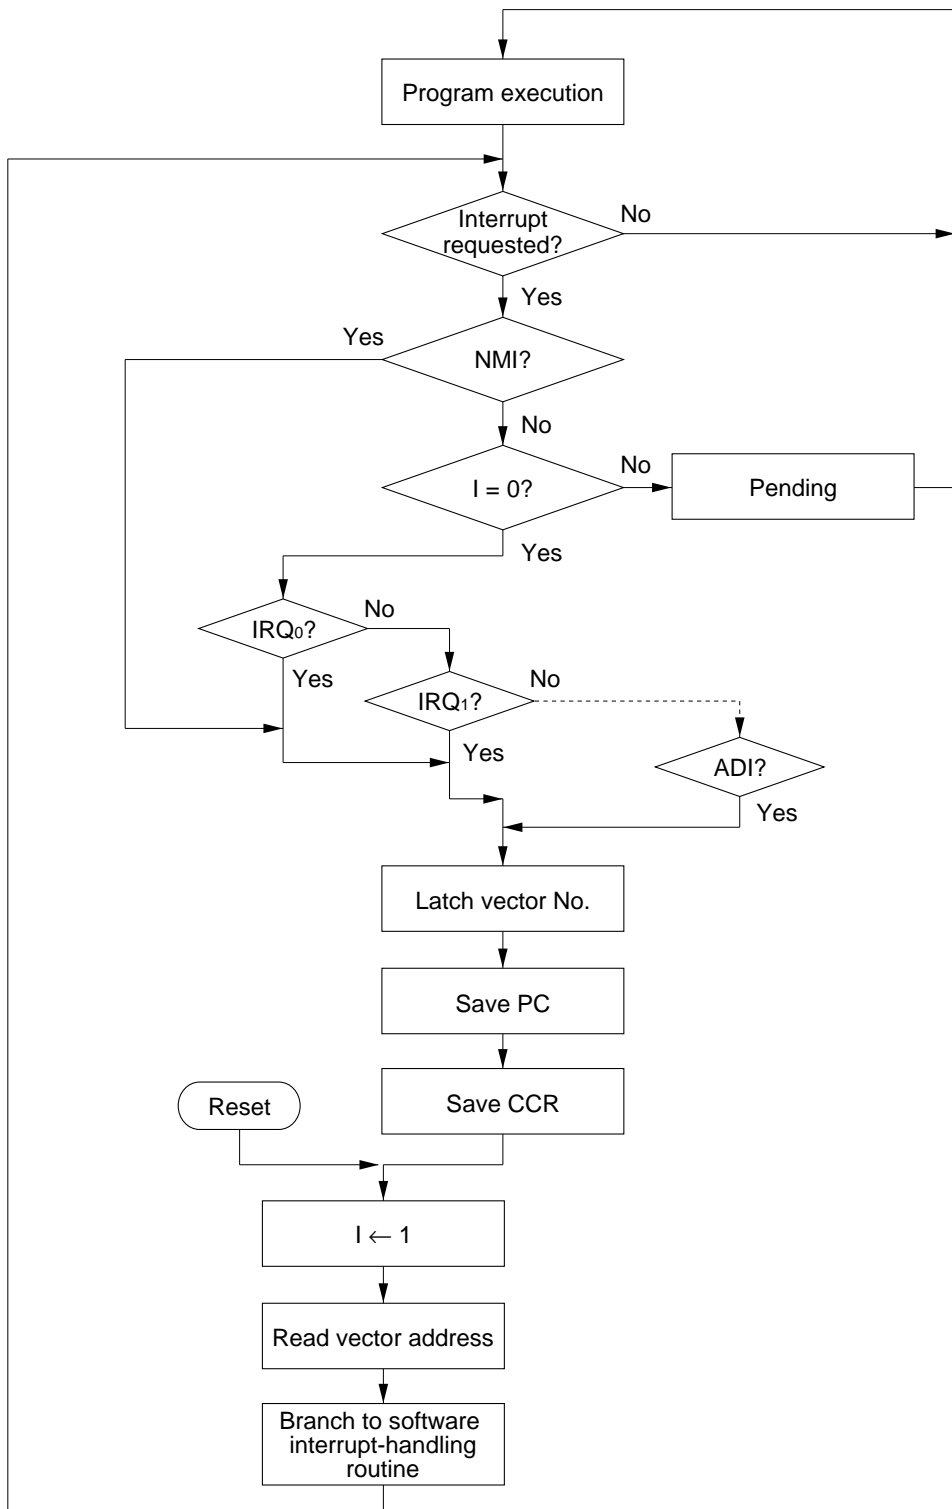 Program execution
Interrupt
requested?
No
Yes
Yes
NMI?
No
I = 0?
No
Pending
Yes
IRQ₀?
No
Yes
IRQ₁?
No
Yes
ADI?
Yes
Latch vector No.
Save PC
Save CCR
Reset
I ← 1
Read vector address
Branch to software
interrupt-handling
routine